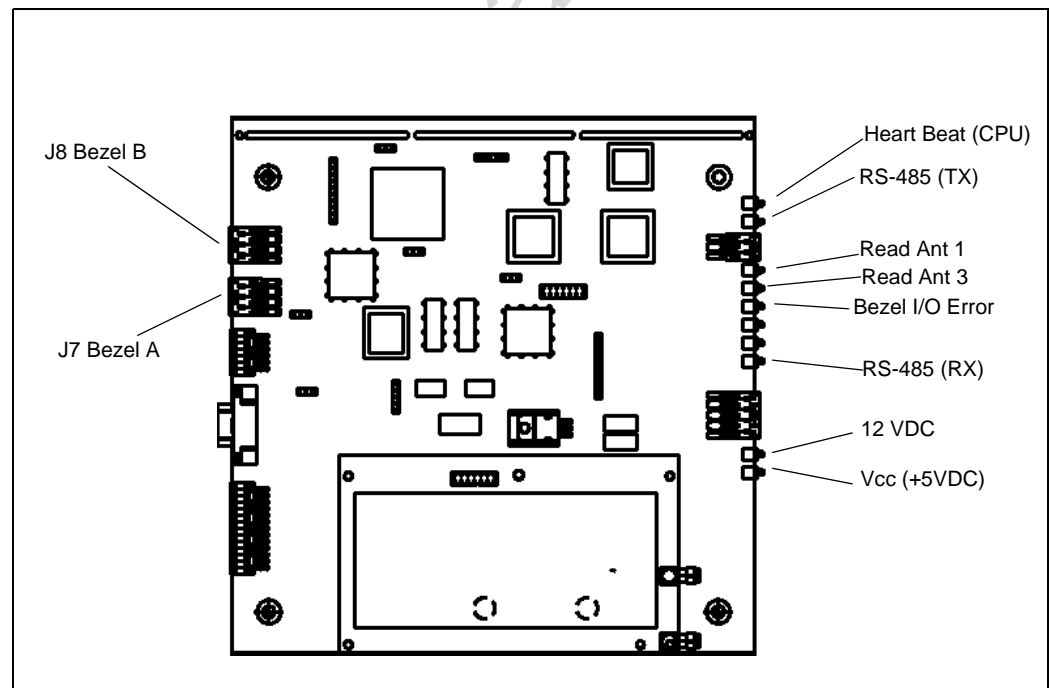 J8 Bezel B
J7 Bezel A
Heart Beat (CPU)
RS-485 (TX)
Read Ant 1
Read Ant 3
Bezel I/O Error
RS-485 (RX)
12 VDC
Vcc (+5VDC)